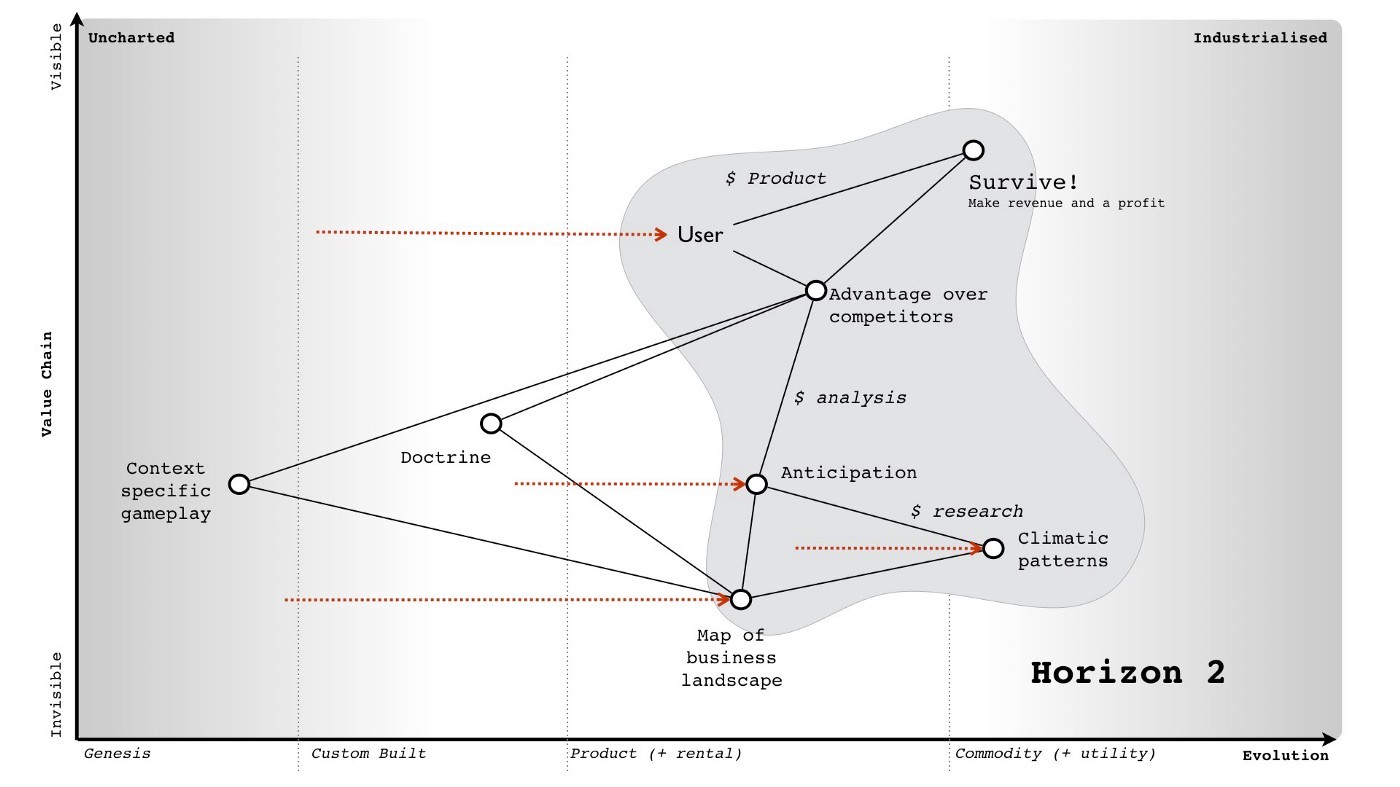 Visible
Uncharted
Industrialised
$ Product
Survive!
Make revenue and a profit
User
Advantage over
competitors
Value Chain
$ analysis
Doctrine
Context
specific
gameplay
Anticipation
$ research
Climatic
patterns
Map of
business
landscape
Horizon 2
Invisible
Genesis
Custom Built
Product (+ rental)
Commodity (+ utility)
Evolution